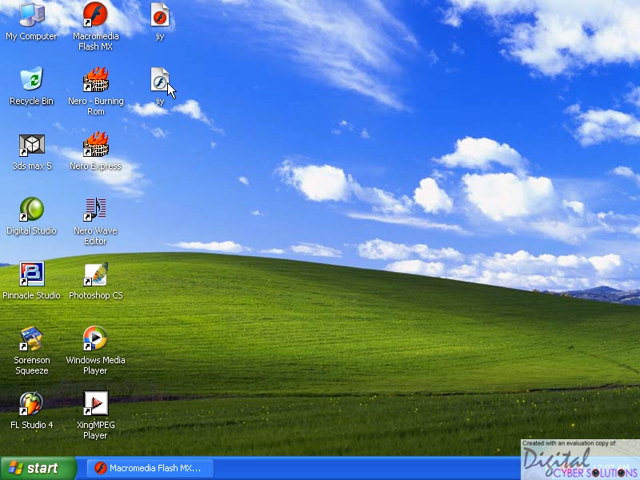 My Computer
Macromedia
Flash MX
jiy
Recycle Bin
Nero - Burning
Rom
jiy
3ds max 5
Nero Express
Digital Studio
Nero Wave
Editor
Pinnacle Studio
Photoshop CS
Sorenson
Squeeze
Windows Media
Player
FL Studio 4
XingMPEG
Player
start
Macromedia Flash MX...
Created with an evaluation copy of:
Digital
CYBER SOLUTIONS